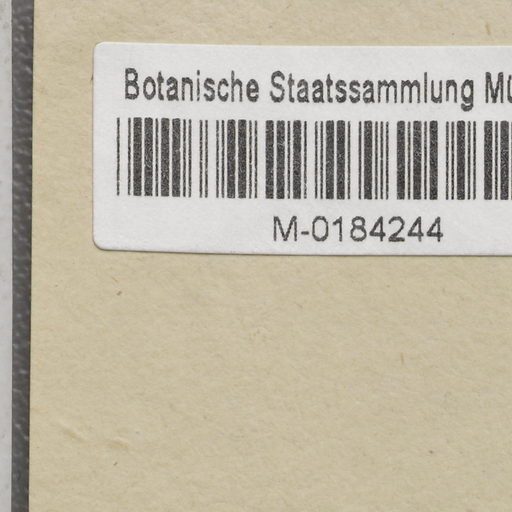 Botanische Staatssammlung Mü
M-0184244